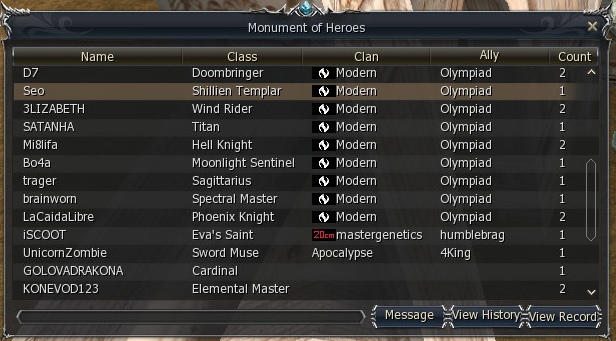 Monument of Heroes
Name Class Clan Ally Count
D7 Doombringer Modern Olympiad 2
Seo Shillien Templar Modern Olympiad 1
3LIZABETH Wind Rider Modern Olympiad 2
SATANHA Titan Modern Olympiad 1
Mi8lifa Hell Knight Modern Olympiad 2
Bo4a Moonlight Sentinel Modern Olympiad 1
trager Sagittarius Modern Olympiad 1
brainworn Spectral Master Modern Olympiad 1
LaCaidaLibre Phoenix Knight Modern Olympiad 2
iSCOOT Eva's Saint 20cm mastergenetics humblebrag 1
UnicornZombie Sword Muse Apocalypse 4King 1
GOLOVADRAKONA Cardinal 1
KONEVOD123 Elemental Master 2
Message View History View Record